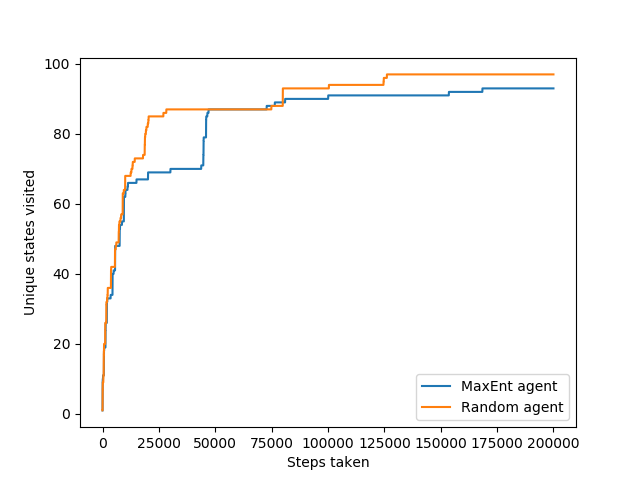 100
80
60
40
20
0
Unique states visited
MaxEnt agent
Random agent
0 25000 50000 75000 100000 125000 150000 175000 200000
Steps taken